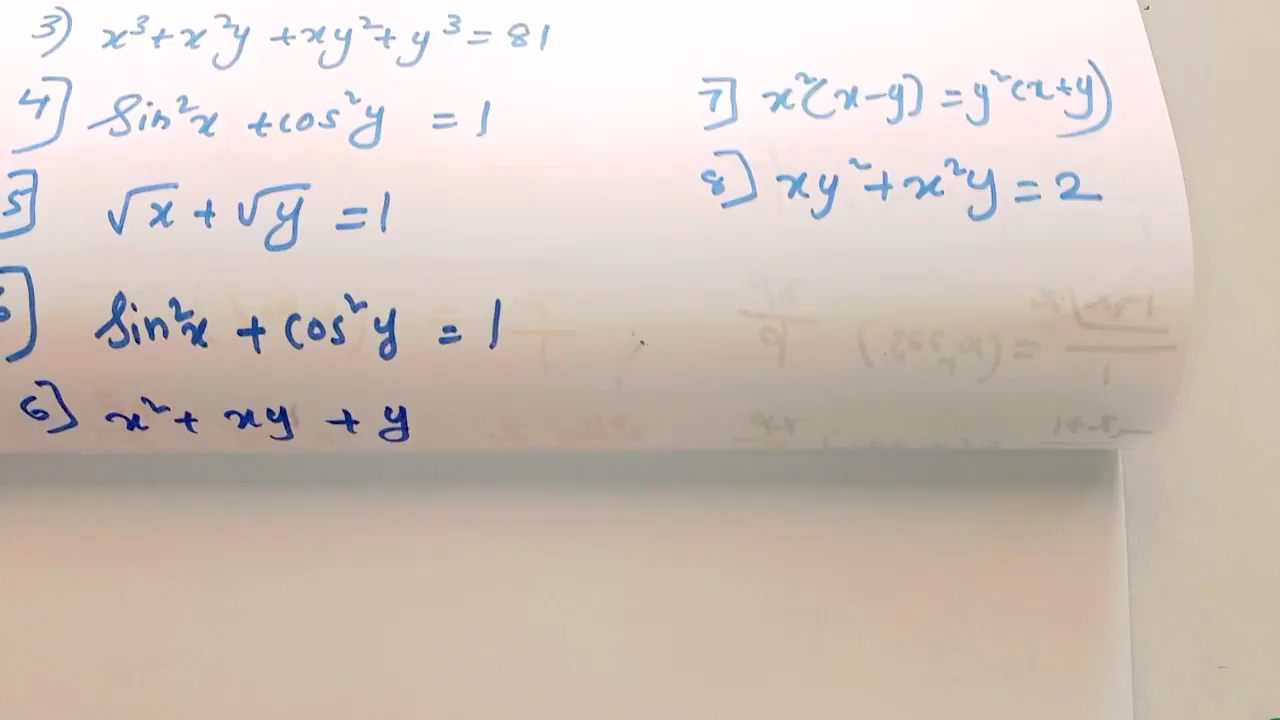 3) x³+x²y +xy²+y³=81
4] Sin²x +cos²y = 1
5] √x + √y =1
6] Sin²x + cos²y = 1
6] x²+ xy + y
7] x²(x-y)=y²(x+y)
8] xy²+x²y=2